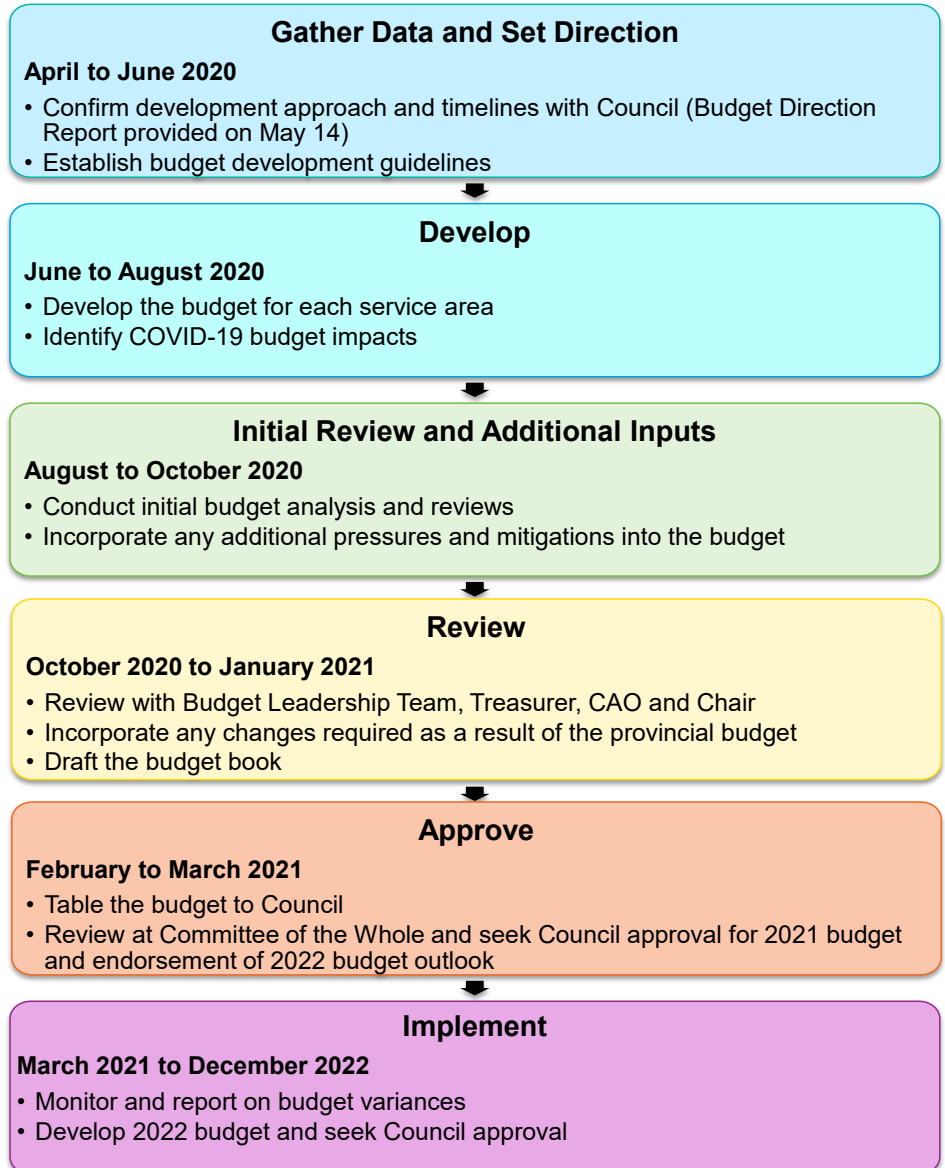 Gather Data and Set Direction
April to June 2020
• Confirm development approach and timelines with Council (Budget Direction
Report provided on May 14)
• Establish budget development guidelines
Develop
June to August 2020
• Develop the budget for each service area
• Identify COVID-19 budget impacts
Initial Review and Additional Inputs
August to October 2020
• Conduct initial budget analysis and reviews
• Incorporate any additional pressures and mitigations into the budget
Review
October 2020 to January 2021
• Review with Budget Leadership Team, Treasurer, CAO and Chair
• Incorporate any changes required as a result of the provincial budget
• Draft the budget book
Approve
February to March 2021
• Table the budget to Council
• Review at Committee of the Whole and seek Council approval for 2021 budget
and endorsement of 2022 budget outlook
Implement
March 2021 to December 2022
• Monitor and report on budget variances
• Develop 2022 budget and seek Council approval